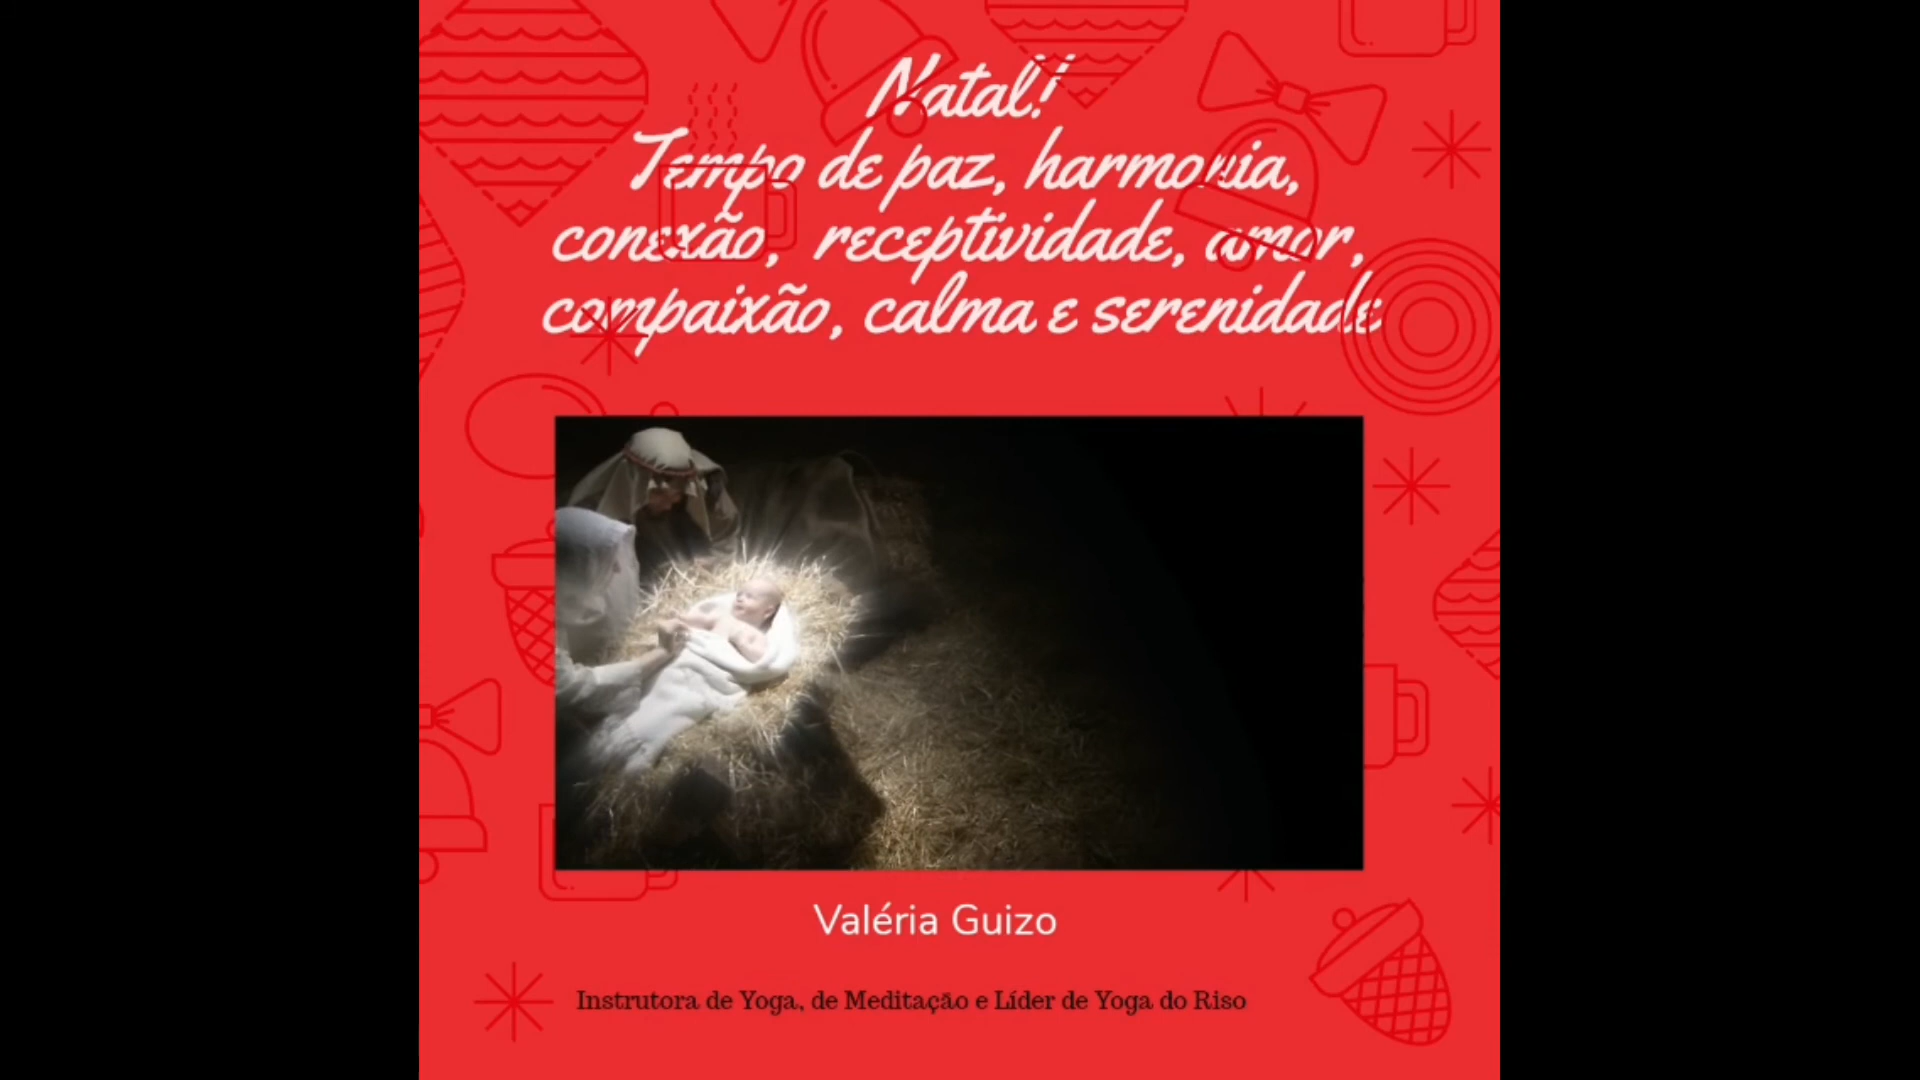 Natal!
Tempo de paz, harmonia,
conexão, receptividade, amor,
compaixão, calma e serenidade
Valéria Guizo
Instrutora de Yoga, de Meditação e Líder de Yoga do Riso